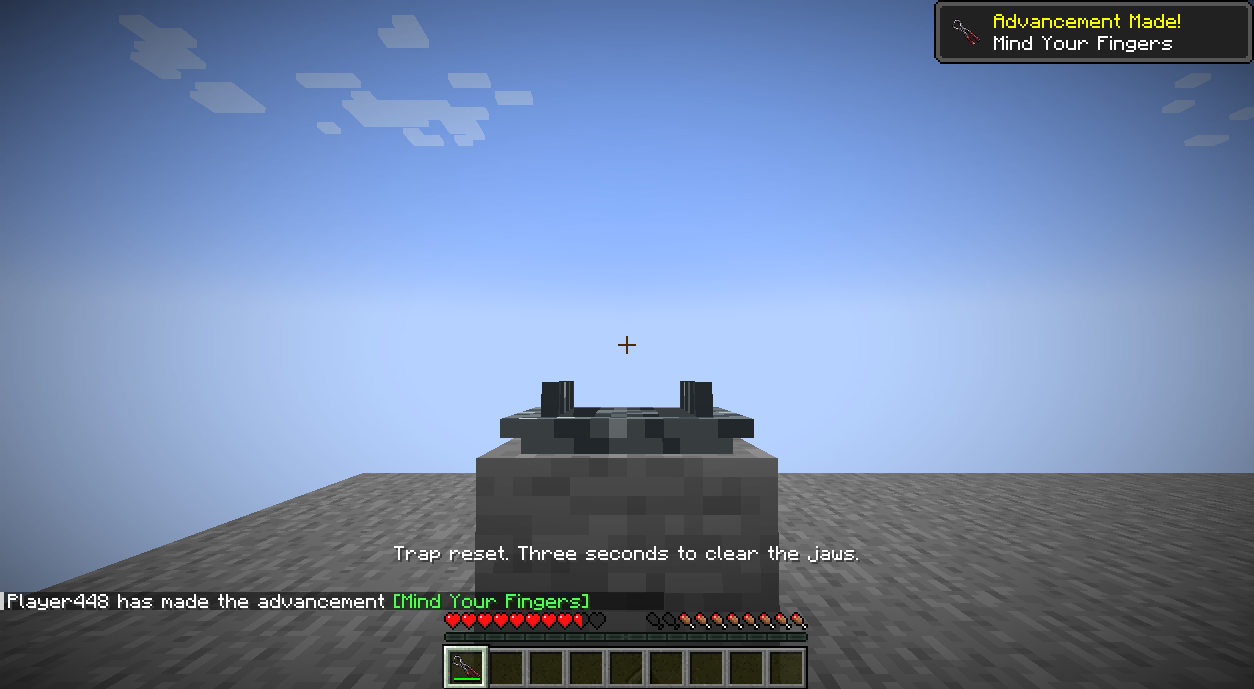 Advancement Made!
Mind Your Fingers
Trap reset. Three seconds to clear the jaws.
Player448 has made the advancement [Mind Your Fingers]